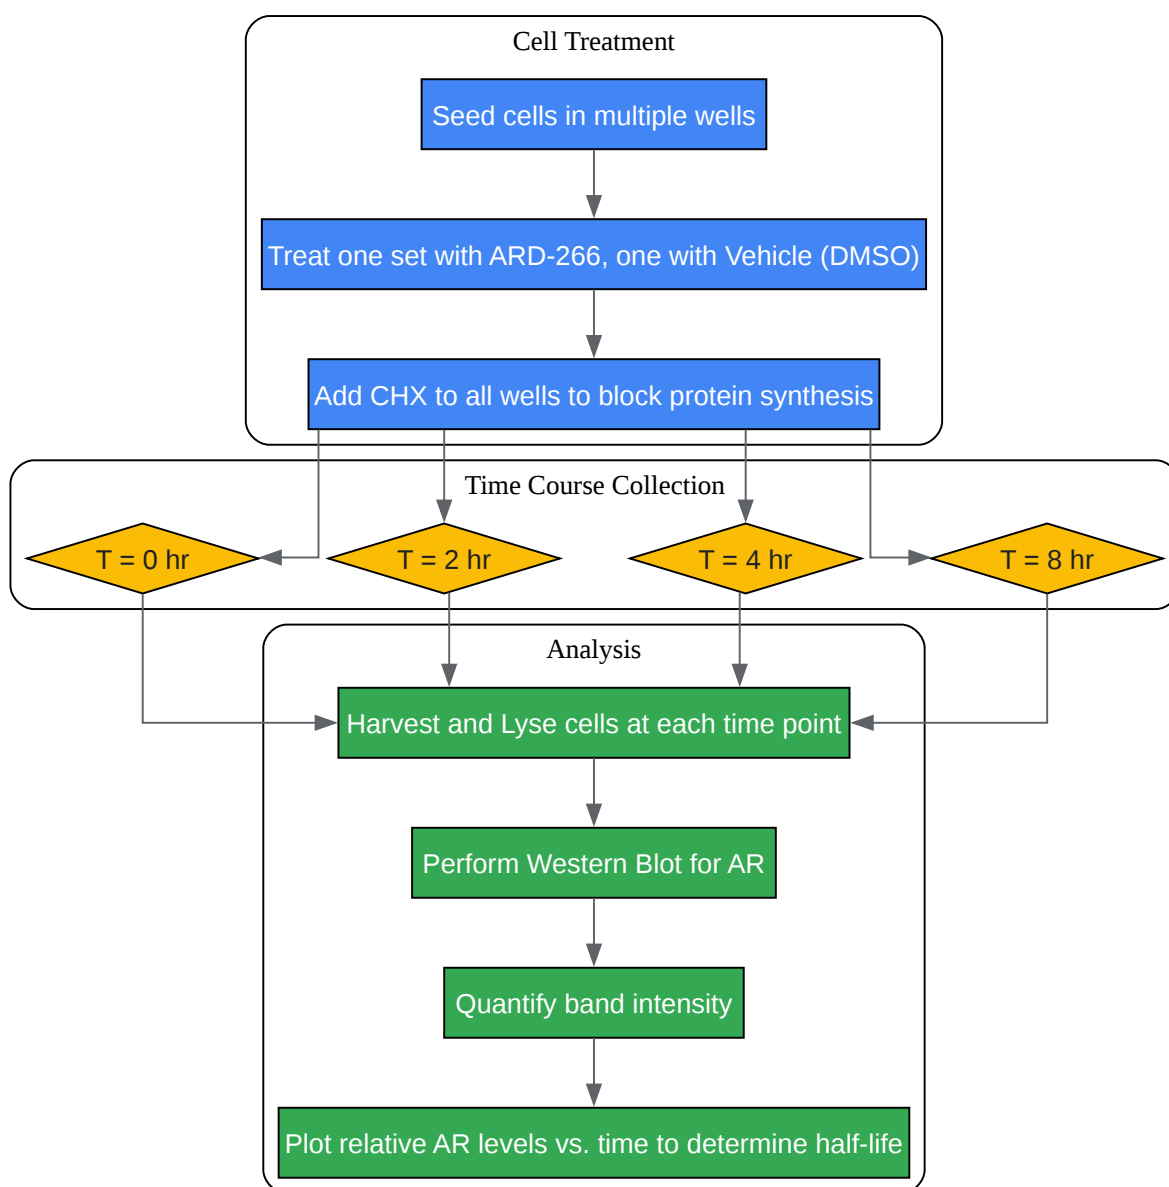 Cell Treatment
Seed cells in multiple wells
Treat one set with ARD-266, one with Vehicle (DMSO)
Add CHX to all wells to block protein synthesis
Time Course Collection
T = 0 hr
T = 2 hr
T = 4 hr
T = 8 hr
Analysis
Harvest and Lyse cells at each time point
Perform Western Blot for AR
Quantify band intensity
Plot relative AR levels vs. time to determine half-life